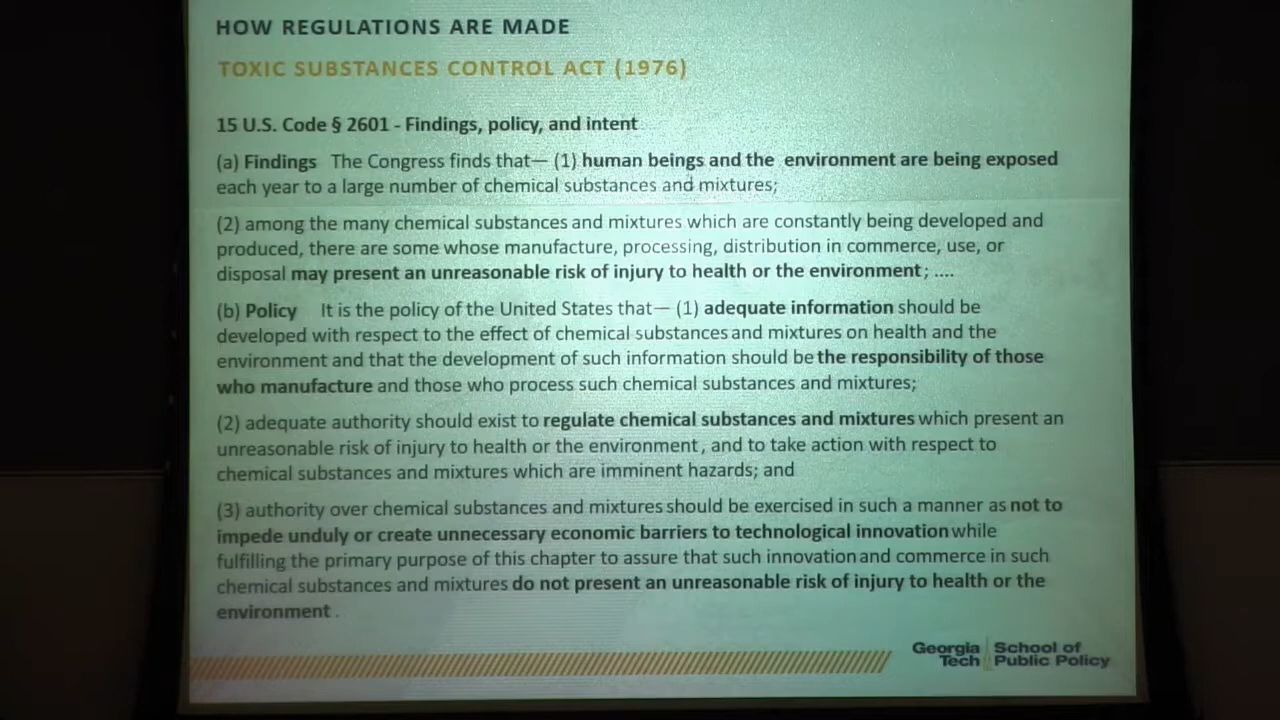 HOW REGULATIONS ARE MADE
TOXIC SUBSTANCES CONTROL ACT (1976)
15 U.S. Code § 2601 - Findings, policy, and intent
(a) Findings The Congress finds that— (1) human beings and the environment are being exposed
each year to a large number of chemical substances and mixtures;
(2) among the many chemical substances and mixtures which are constantly being developed and
produced, there are some whose manufacture, processing, distribution in commerce, use, or
disposal may present an unreasonable risk of injury to health or the environment; ....
(b) Policy It is the policy of the United States that— (1) adequate information should be
developed with respect to the effect of chemical substances and mixtures on health and the
environment and that the development of such information should be the responsibility of those
who manufacture and those who process such chemical substances and mixtures;
(2) adequate authority should exist to regulate chemical substances and mixtures which present an
unreasonable risk of injury to health or the environment, and to take action with respect to
chemical substances and mixtures which are imminent hazards; and
(3) authority over chemical substances and mixtures should be exercised in such a manner as not to
impede unduly or create unnecessary economic barriers to technological innovation while
fulfilling the primary purpose of this chapter to assure that such innovation and commerce in such
chemical substances and mixtures do not present an unreasonable risk of injury to health or the
environment.
Georgia Tech
School of Public Policy